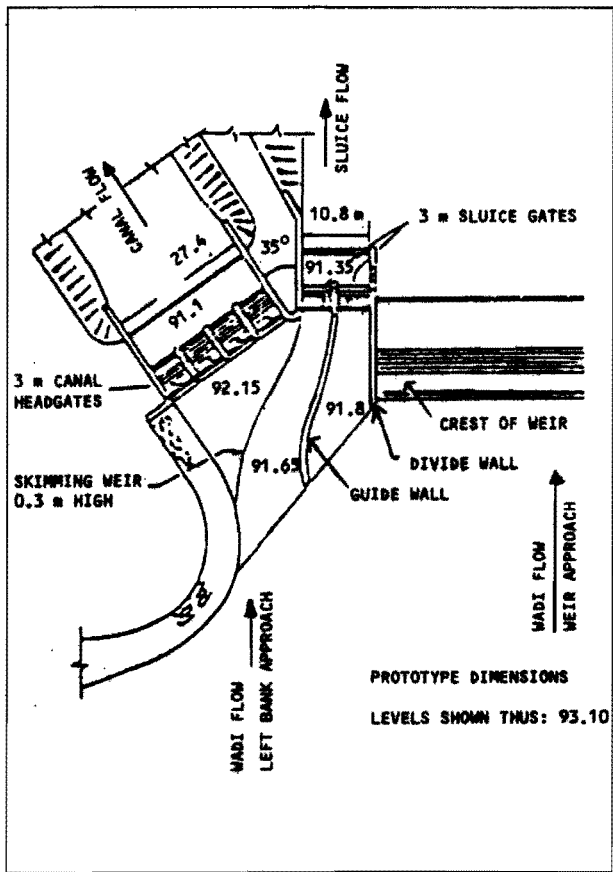 SLUICE FLOW
CANAL FLOW
10.8 m
3 m SLUICE GATES
27.4
35°
91.35
91.1
3 m CANAL
HEADGATES
92.15
91.8
CREST OF WEIR
DIVIDE WALL
SKIMMING WEIR
0.3 m HIGH
91.65
GUIDE WALL
WADI FLOW
LEFT BANK APPROACH
WADI FLOW
WEIR APPROACH
PROTOTYPE DIMENSIONS
LEVELS SHOWN THUS: 93.10